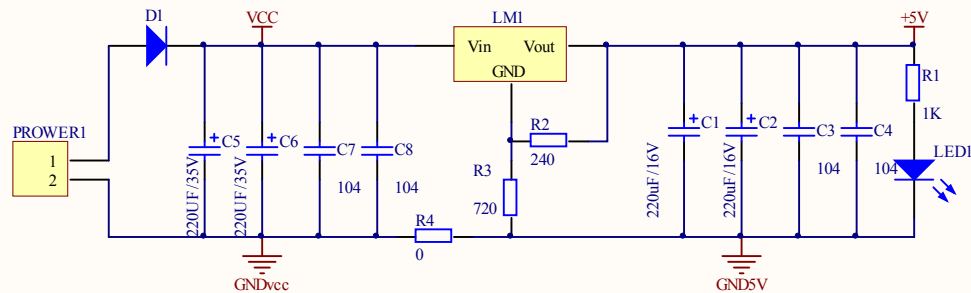 D1
VCC
LM1
+5V
Vin
Vout
GND
R1
1K
PROWER1
1
2
C5
220UF/35V
C6
220UF/35V
C7
104
C8
104
R2
240
R3
720
R4
0
C1
220uF/16V
C2
220uF/16V
C3
104
C4
104
LED1
GNDvcc
GND5V